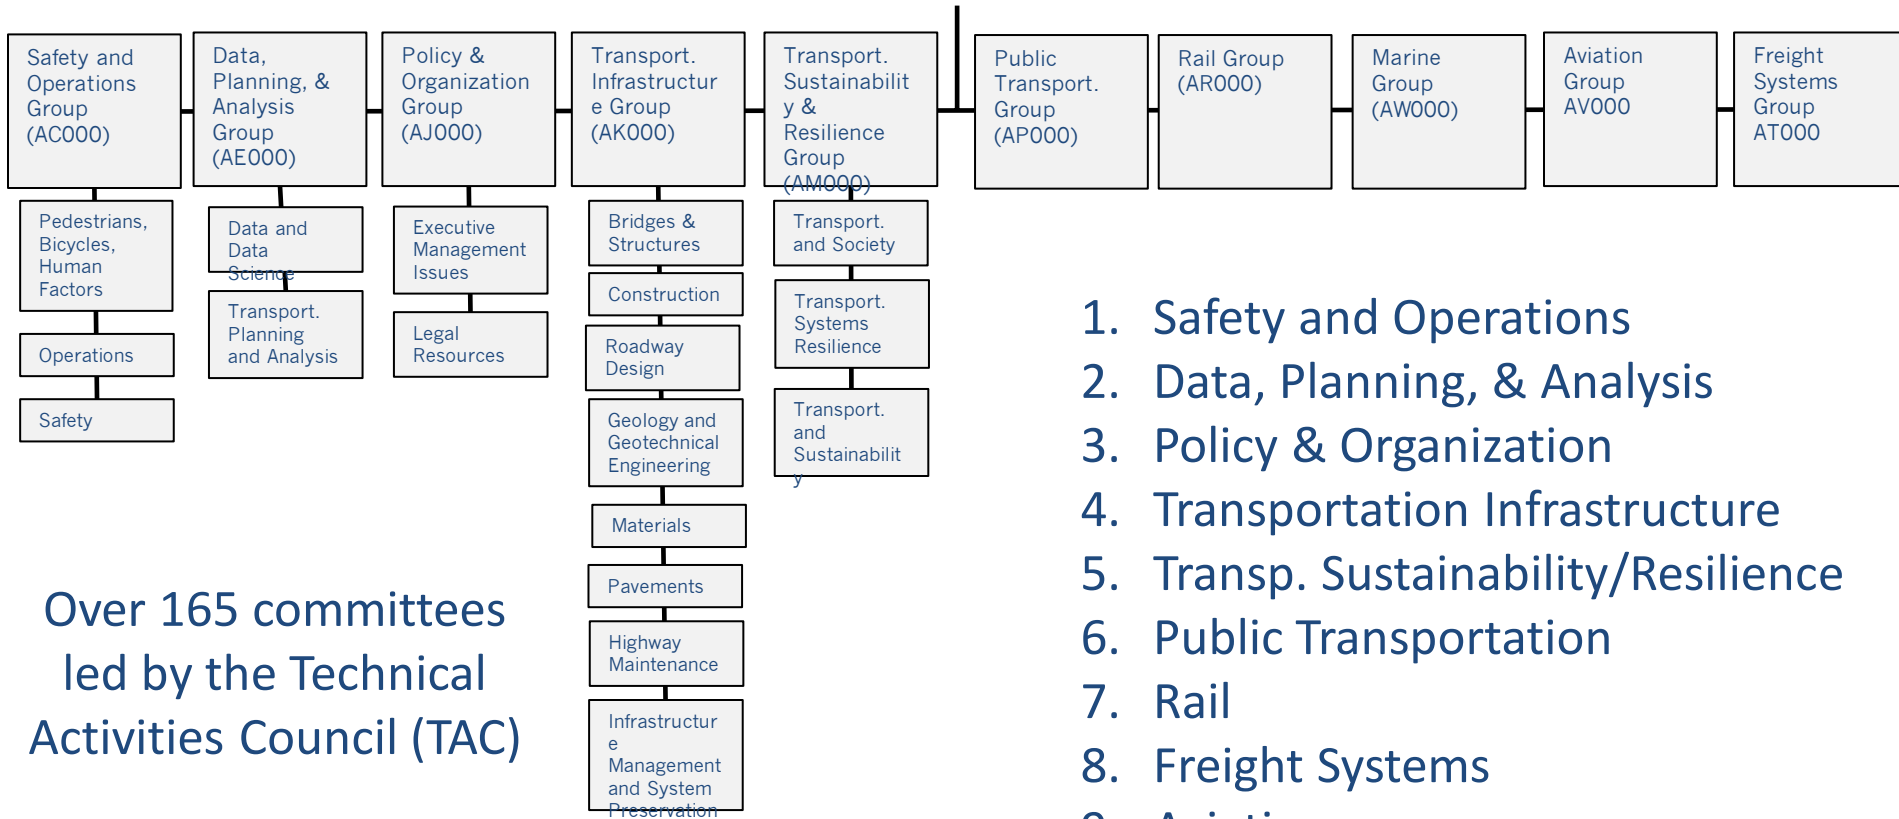 Safety and
Operations
Group
(AC000)
Data,
Planning, &
Analysis
Group
(AE000)
Policy &
Organization
Group
(AJ000)
Transport.
Infrastructur
e Group
(AK000)
Transport.
Sustainabilit
y &
Resilience
Group
(AM000)
Public
Transport.
Group
(AP000)
Rail Group
(AR000)
Marine
Group
(AW000)
Aviation
Group
AV000
Freight
Systems
Group
AT000
Pedestrians,
Bicycles,
Human
Factors
Operations
Safety
Data and
Data
Science
Transport.
Planning
and Analysis
Executive
Management
Issues
Legal
Resources
Bridges &
Structures
Construction
Roadway
Design
Geology and
Geotechnical
Engineering
Materials
Pavements
Highway
Maintenance
Infrastructur
e
Management
and System
Preservation
Transport.
and Society
Transport.
Systems
Resilience
Transport.
and
Sustainabilit
y
Over 165 committees
led by the Technical
Activities Council (TAC)
1. Safety and Operations
2. Data, Planning, & Analysis
3. Policy & Organization
4. Transportation Infrastructure
5. Transp. Sustainability/Resilience
6. Public Transportation
7. Rail
8. Freight Systems